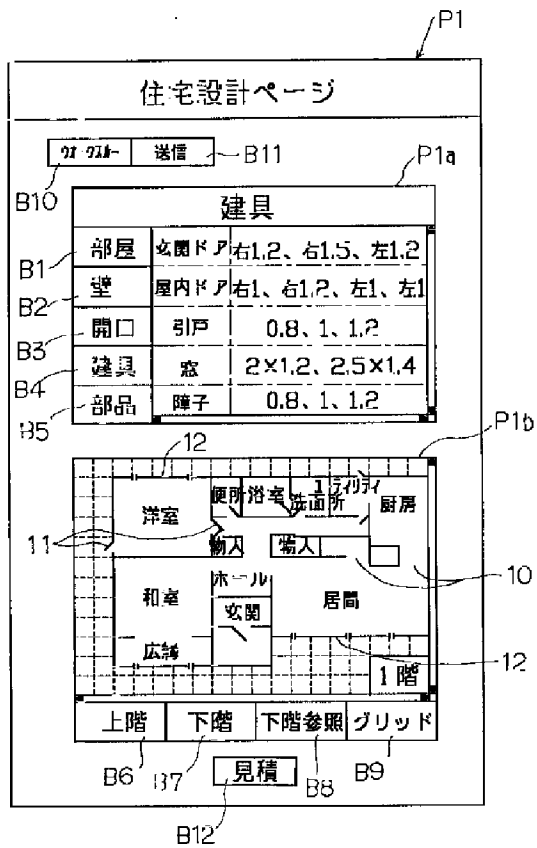 P1
住宅設計ページ
ｳｵｰｸｽﾙｰ 送信 B11
B10
P1a
建具
B1 部屋 玄関ドア 右1.2、右1.5、左1.2
B2 壁 屋内ドア 右1、右1.2、左1、左1
B3 開口 引戸 0.8、1、1.2
B4 建具 窓 2×1.2、2.5×1.4
B5 部品 障子 0.8、1、1.2
12
P1b
洋室 便所 浴室 洗面所 ユティリティ 厨房
11
物入 物入
10
ホール
和室 玄関 居間
広縁
12
1階
上階 下階 下階参照 グリッド
B6 B7 B8 B9
見積
B12